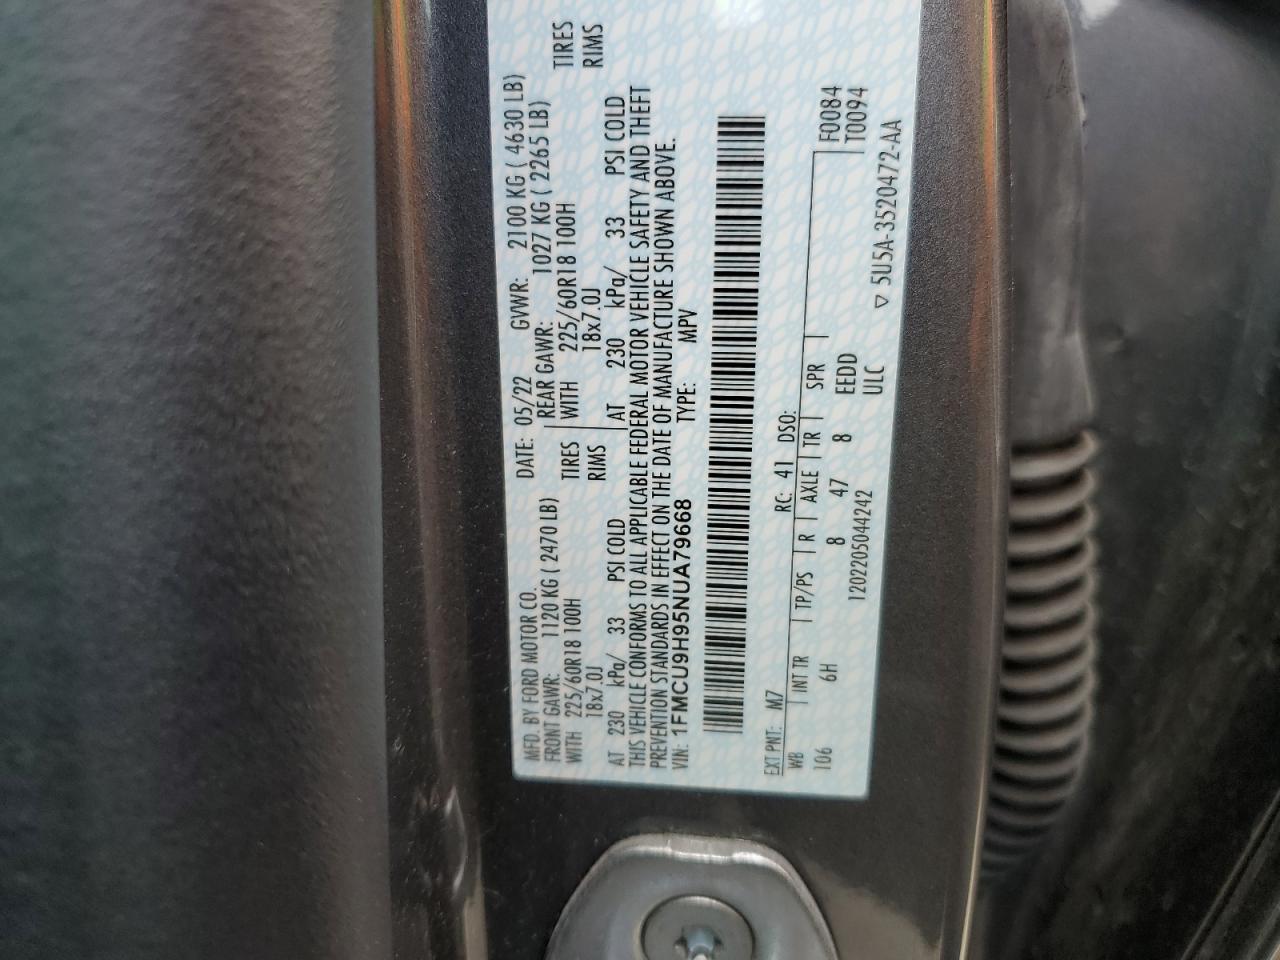 MFD. BY FORD MOTOR CO. DATE: 05/22 GVWR: 2100 KG ( 4630 LB)
FRONT GAWR: 1120 KG ( 2470 LB) REAR GAWR: 1027 KG ( 2265 LB)
WITH 225/60R18 100H TIRES WITH 225/60R18 100H TIRES
18x7.0J RIMS 18x7.0J RIMS
AT 230 kPa/ 33 PSI COLD AT 230 kPa/ 33 PSI COLD
THIS VEHICLE CONFORMS TO ALL APPLICABLE FEDERAL MOTOR VEHICLE SAFETY AND THEFT
PREVENTION STANDARDS IN EFFECT ON THE DATE OF MANUFACTURE SHOWN ABOVE.
VIN: 1FMCU9H95NUA79668 TYPE: MPV
EXT PNT: M7 RC: 41 DSO:
WB INT TR TP/PS R AXLE TR SPR F0084
106 6H 8 47 8 EEDD T0094
1202205044242 ULC
▽ 5U5A-3520472-AA